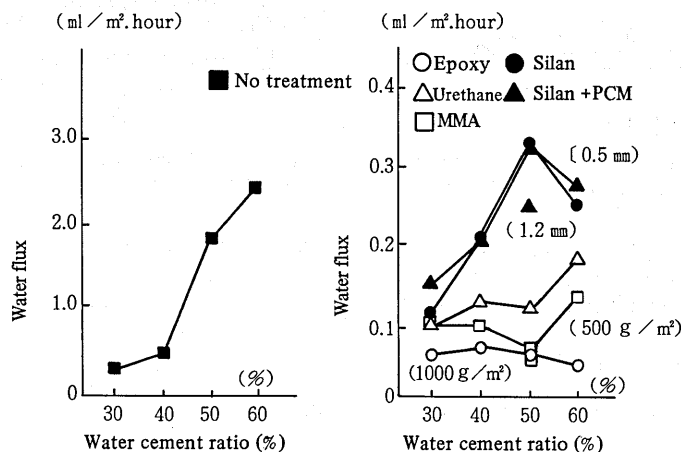 (ml / m². hour)
■ No treatment
3.0
2.0
1.0
0
Water flux
(%)
30 40 50 60
Water cement ratio (%)
(ml / m². hour)
Epoxy Silan
Urethane Silan +PCM
MMA
0.4
0.3
0.2
0.1
0
Water flux
〔0.5 mm)
(1.2 mm)
(500 g / m²)
(1000 g / m²)
(%)
30 40 50 60
Water cement ratio (%)